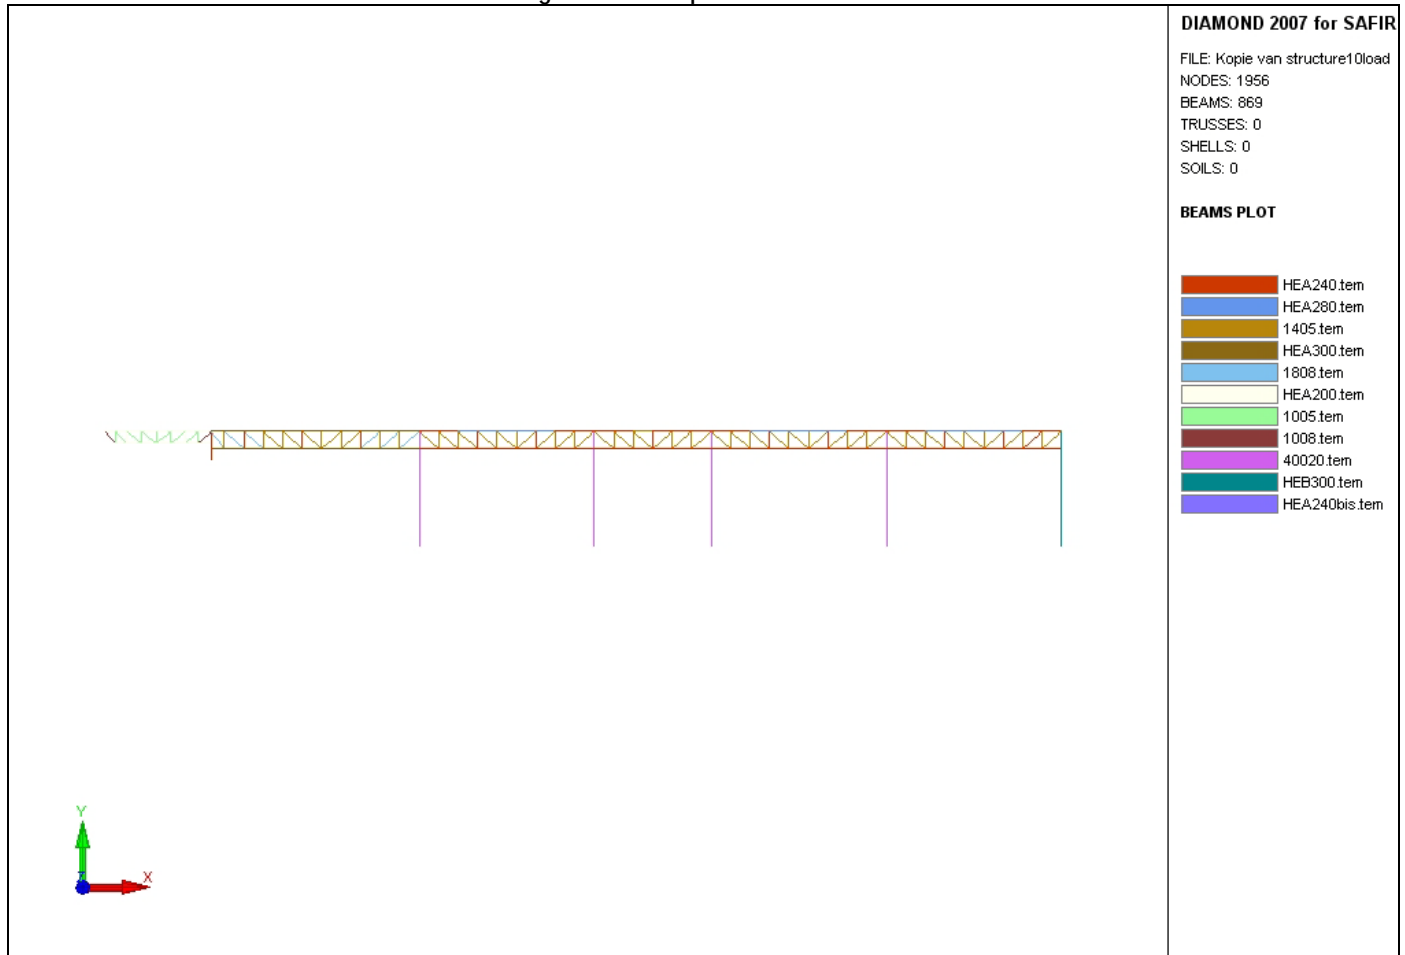 DIAMOND 2007 for SAFIR
FILE: Kopie van structure10load
NODES: 1956
BEAMS: 869
TRUSSES: 0
SHELLS: 0
SOILS: 0
BEAMS PLOT
HEA240.tem
HEA280.tem
1405.tem
HEA300.tem
1808.tem
HEA200.tem
1005.tem
1008.tem
40020.tem
HEB300.tem
HEA240bis.tem
Y
X
Z